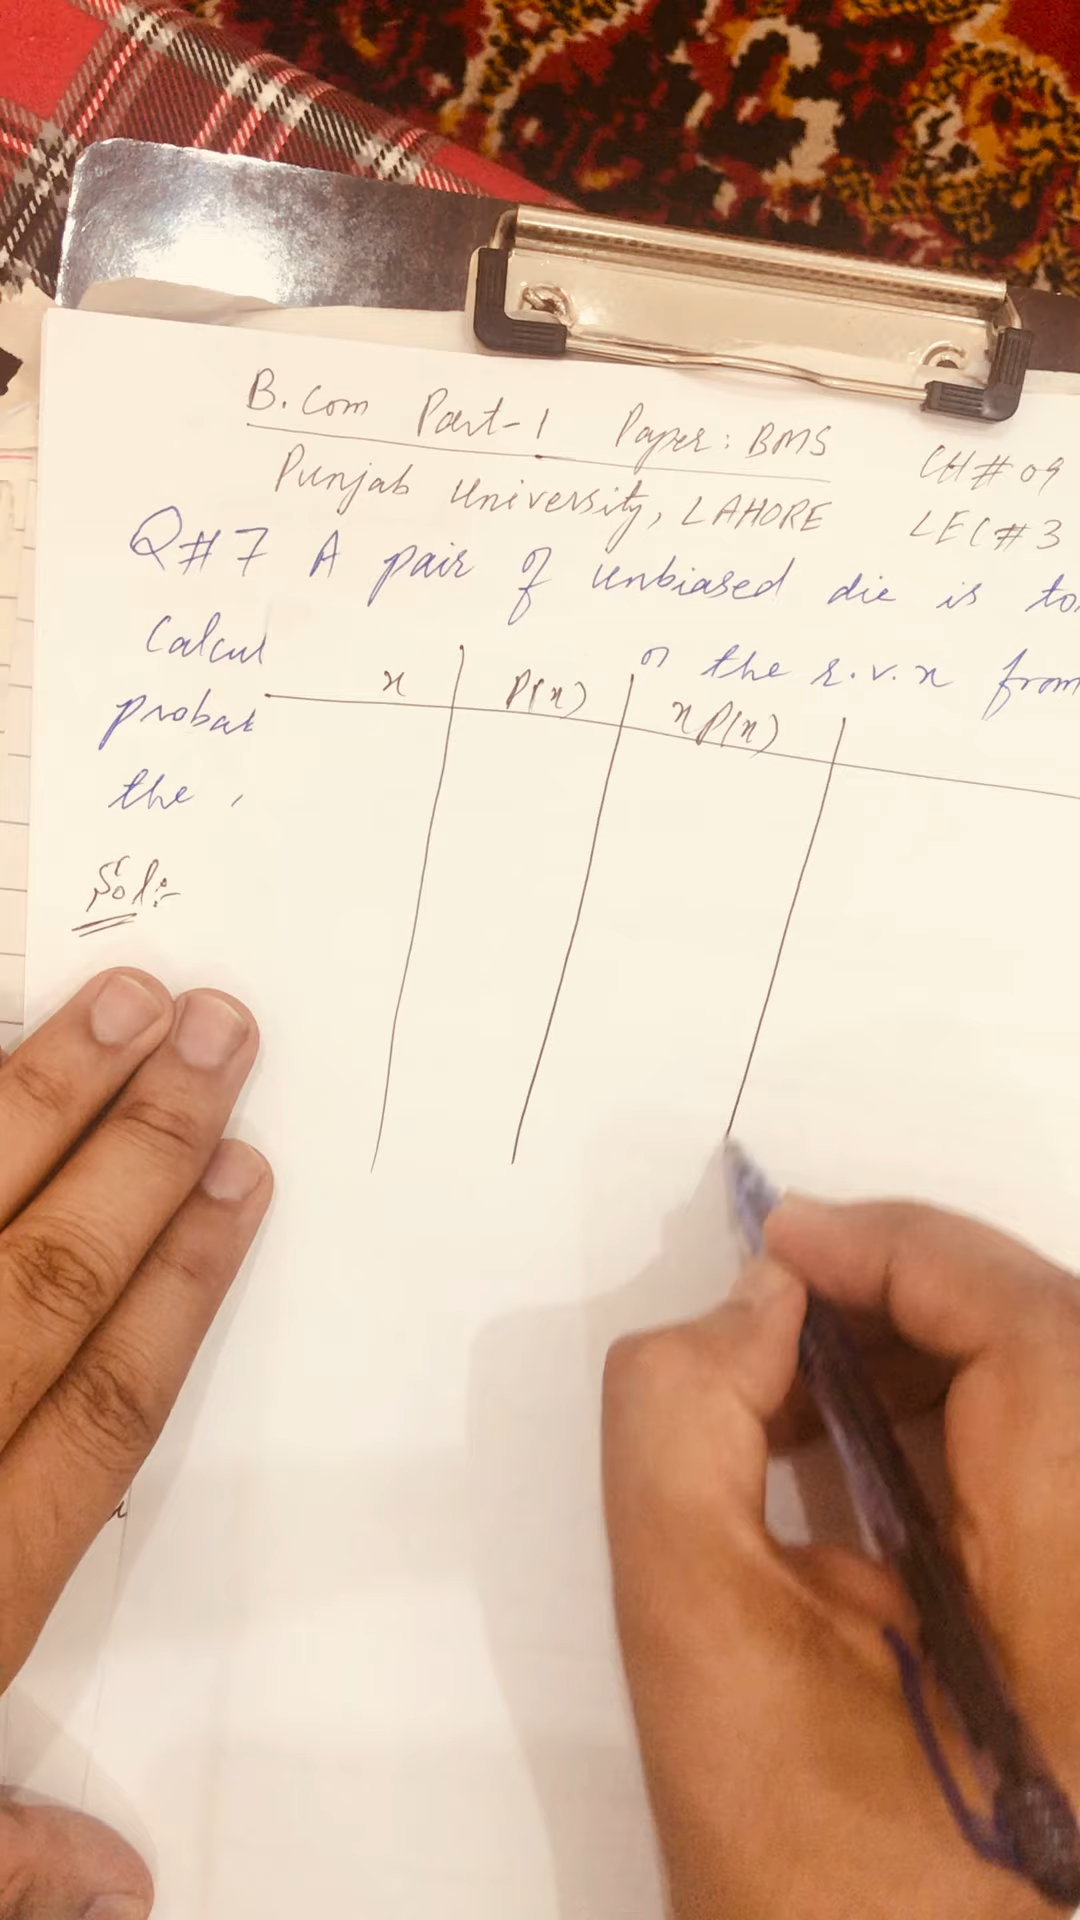 B. Com Part-1 Paper: BMS
CH# 09
Punjab University, LAHORE
LEC#3
Q#7 A pair of unbiased die is
Calcul the r.v. x from
probab
the
x P(x) xP(x)
Sol:-